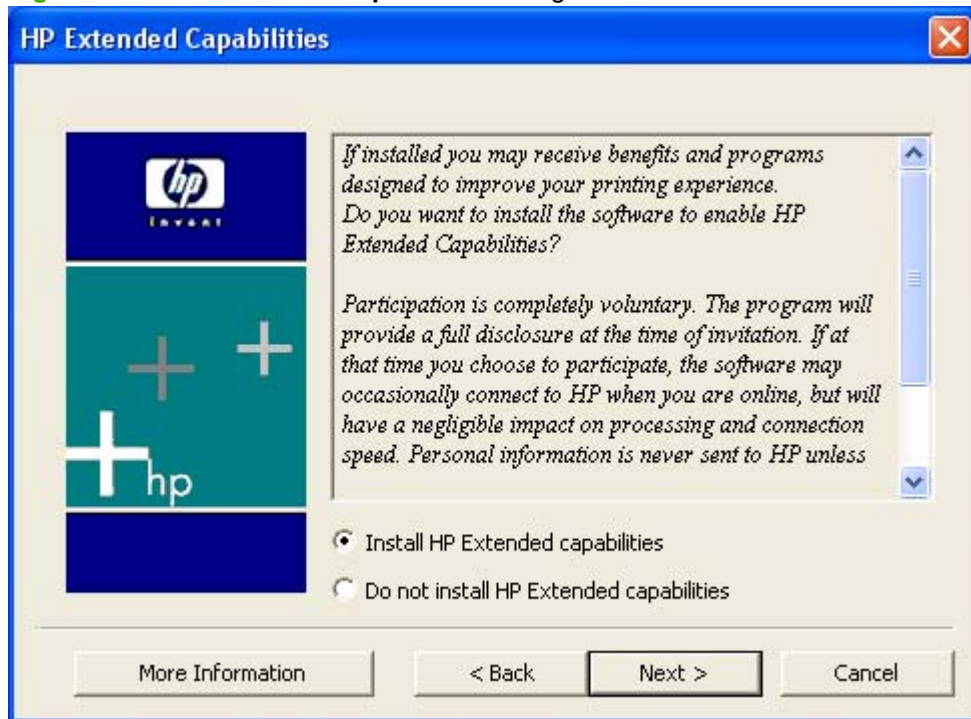 HP Extended Capabilities
hp
invent
If installed you may receive benefits and programs
designed to improve your printing experience.
Do you want to install the software to enable HP
Extended Capabilities?
Participation is completely voluntary. The program will
provide a full disclosure at the time of invitation. If at
that time you choose to participate, the software may
occasionally connect to HP when you are online, but will
have a negligible impact on processing and connection
speed. Personal information is never sent to HP unless
hp
Install HP Extended capabilities
Do not install HP Extended capabilities
More Information
< Back
Next >
Cancel